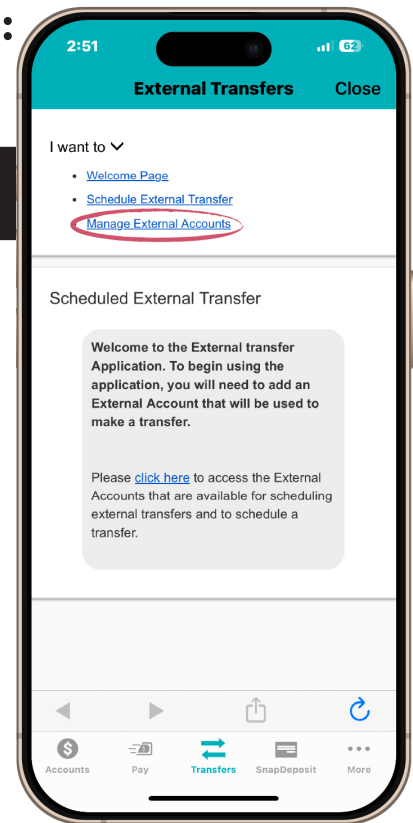 :
2:51
62
External Transfers Close
I want to
• Welcome Page
• Schedule External Transfer
• Manage External Accounts
Scheduled External Transfer
Welcome to the External transfer
Application. To begin using the
application, you will need to add an
External Account that will be used to
make a transfer.
Please click here to access the External
Accounts that are available for scheduling
external transfers and to schedule a
transfer.
Accounts Pay Transfers SnapDeposit More